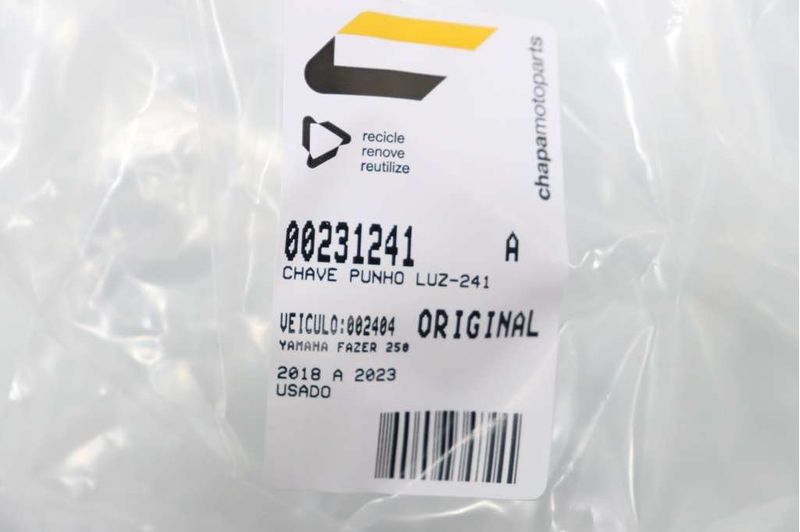 chapamotoparts
recicle
renove
reutilize
00231241 A
CHAVE PUNHO LUZ-241
VEICULO:002404 ORIGINAL
YAMAHA FAZER 250
2018 A 2023
USADO